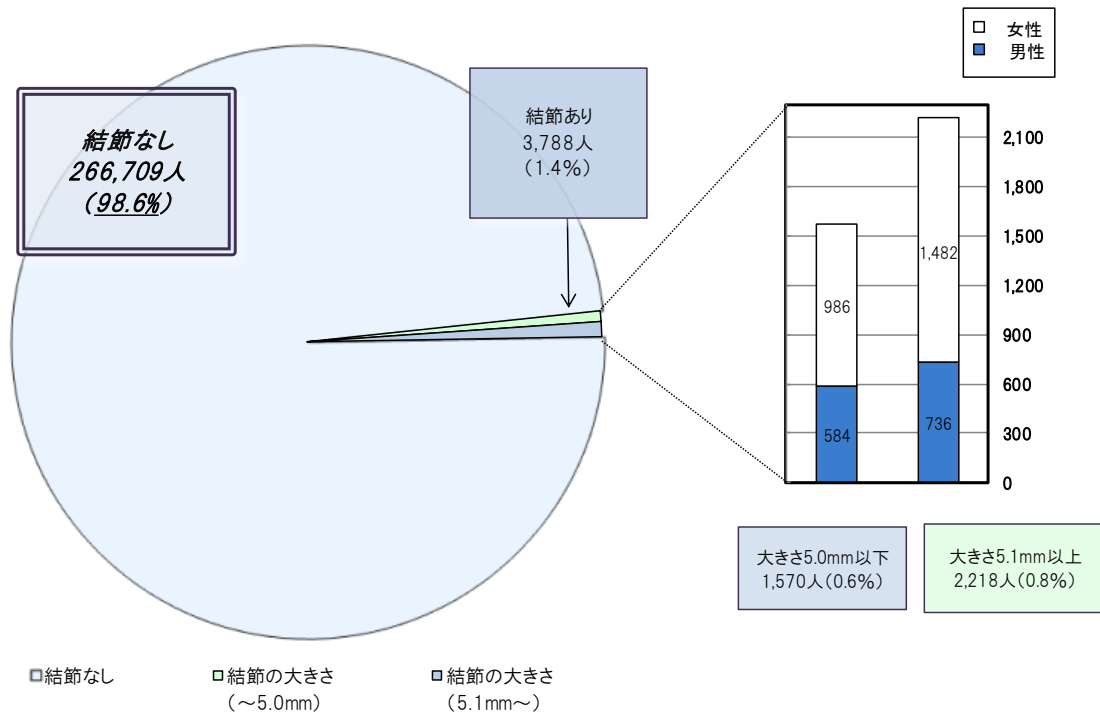 女性
男性
結節なし
266,709人
(98.6%)
結節あり
3,788人
(1.4%)
2,100
1,800
1,500
1,200
900
600
300
0
986
584
1,482
736
大きさ5.0mm以下
1,570人(0.6%)
大きさ5.1mm以上
2,218人(0.8%)
結節なし
結節の大きさ
(～5.0mm)
結節の大きさ
(5.1mm～)